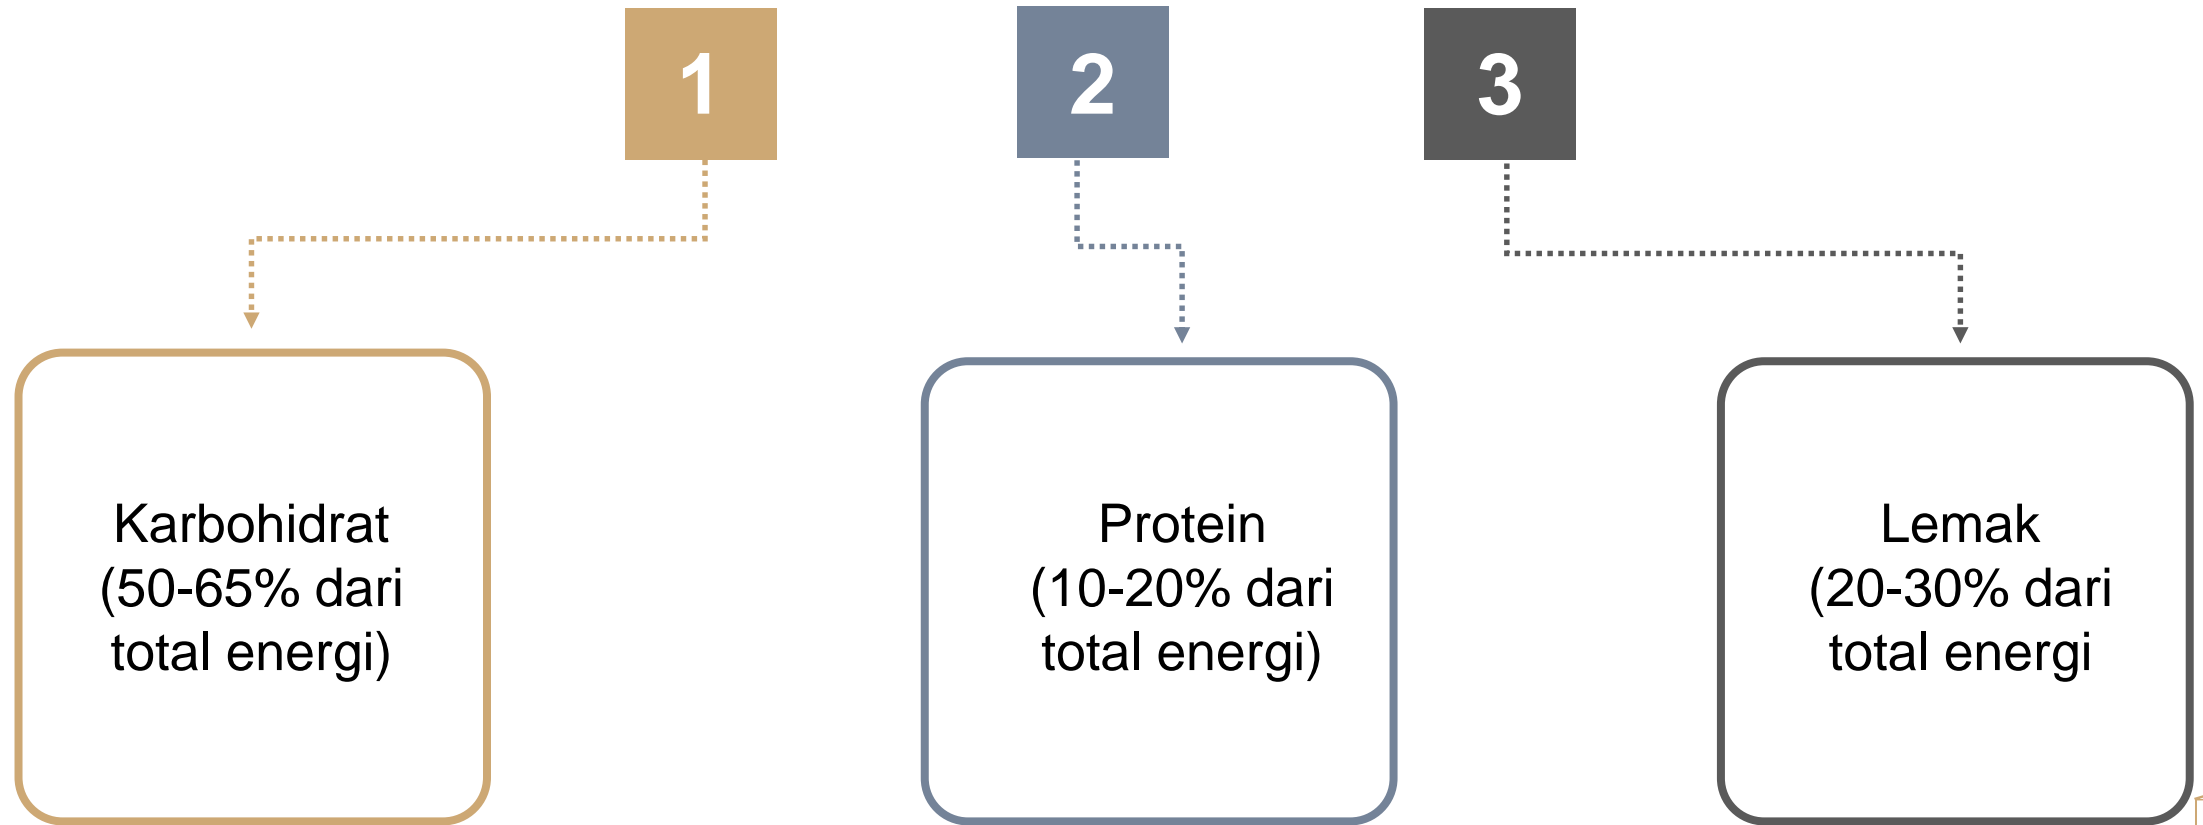 1
2
3
Karbohidrat
(50-65% dari
total energi)
Protein
(10-20% dari
total energi)
Lemak
(20-30% dari
total energi